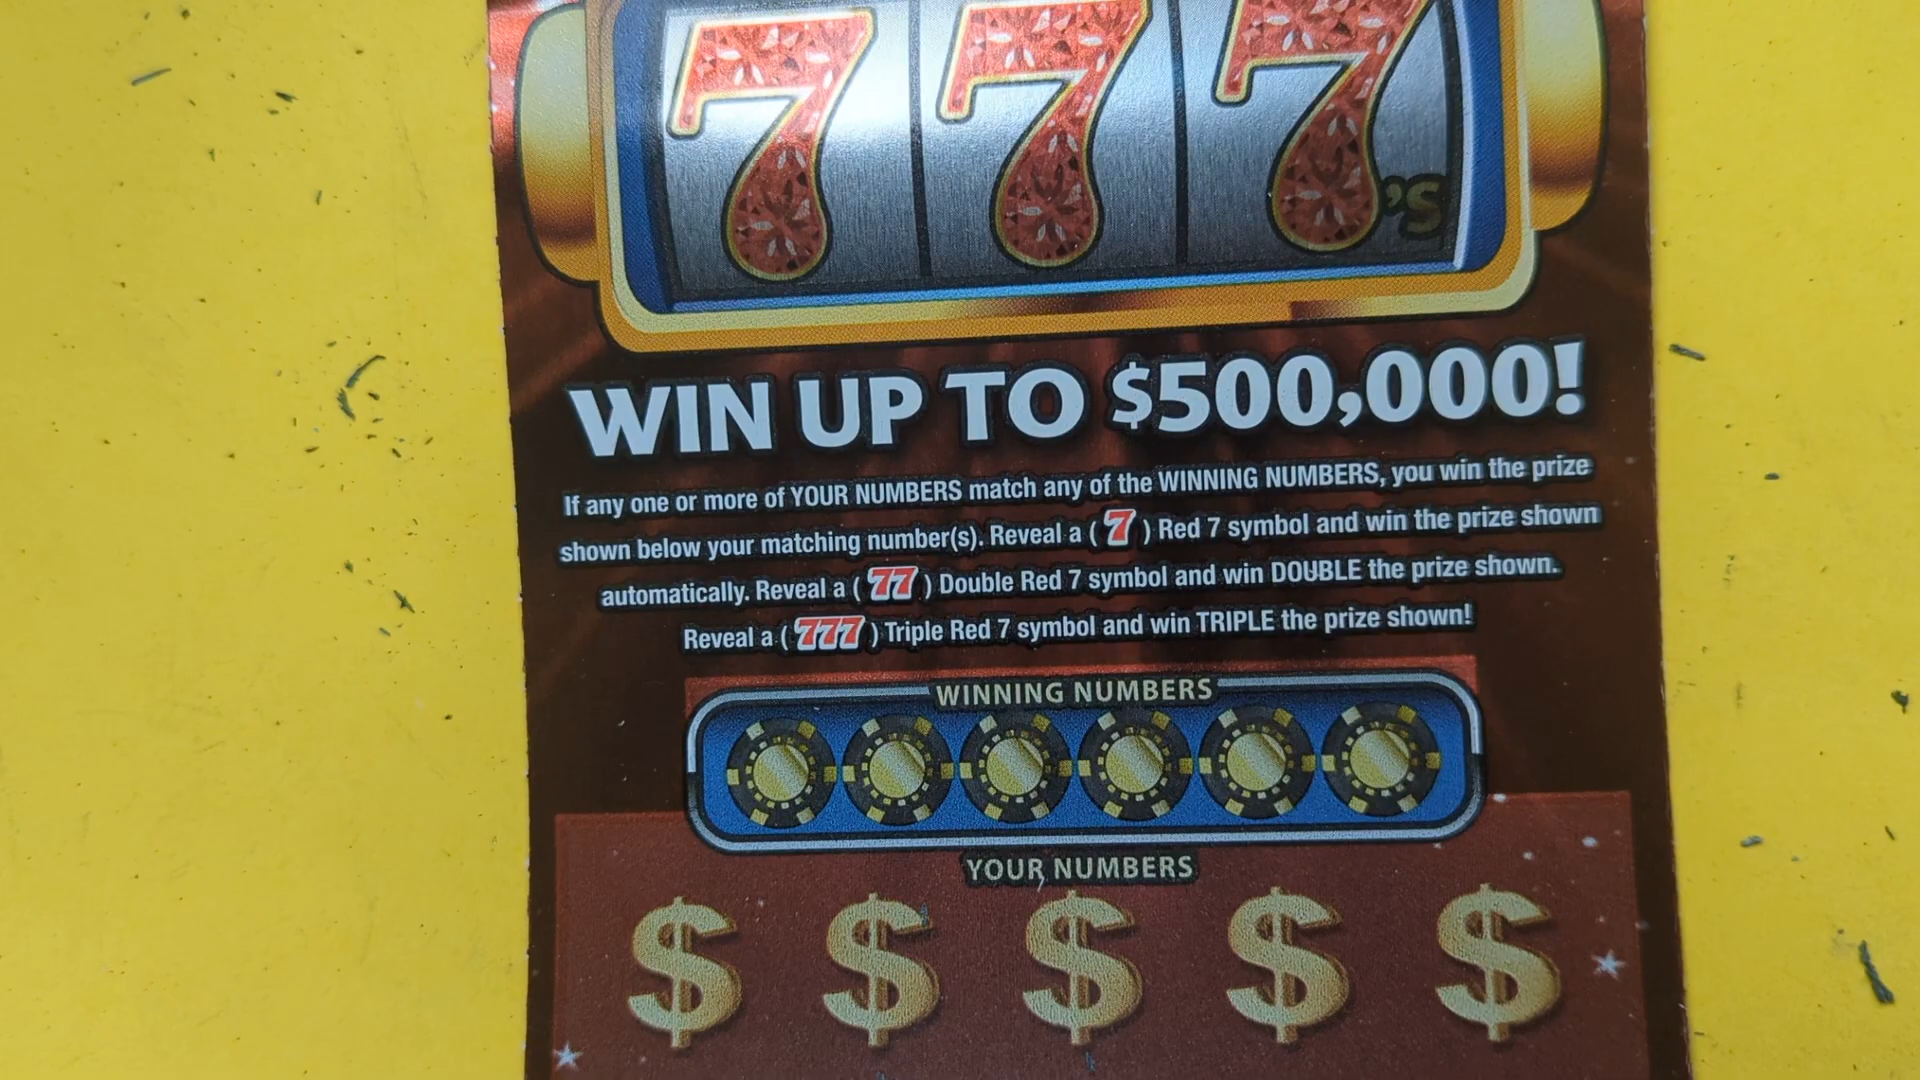 777's
WIN UP TO $500,000!
If any one or more of YOUR NUMBERS match any of the WINNING NUMBERS, you win the prize
shown below your matching number(s). Reveal a ( 7 ) Red 7 symbol and win the prize shown
automatically. Reveal a ( 77 ) Double Red 7 symbol and win DOUBLE the prize shown.
Reveal a ( 777 ) Triple Red 7 symbol and win TRIPLE the prize shown!
WINNING NUMBERS
YOUR NUMBERS
$ $ $ $ $